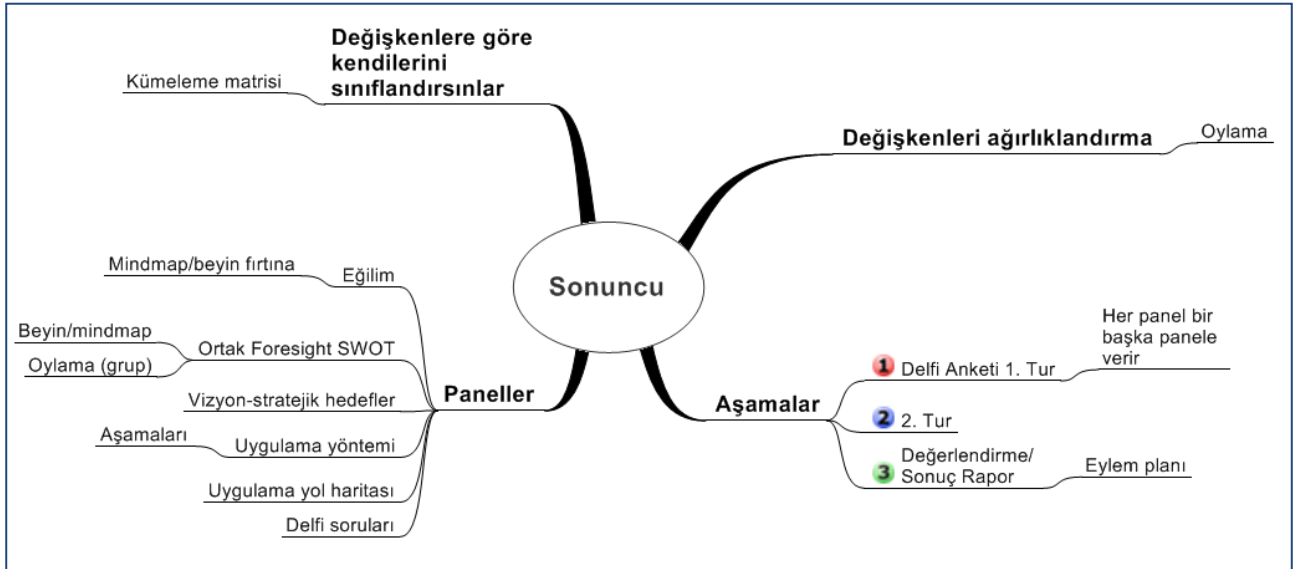 Değişkenlere göre
kendilerini
sınıflandırsınlar
Kümeleme matrisi
Değişkenleri ağırlıklandırma
Oylama
Sonuncu
Mindmap/beyin fırtına
Eğilim
Beyin/mindmap
Oylama (grup)
Ortak Foresight SWOT
Vizyon-stratejik hedefler
Aşamaları
Uygulama yöntemi
Uygulama yol haritası
Delfi soruları
Paneller
Aşamalar
1 Delfi Anketi 1. Tur
Her panel bir
başka panele
verir
2 2. Tur
3 Değerlendirme/
Sonuç Rapor
Eylem planı